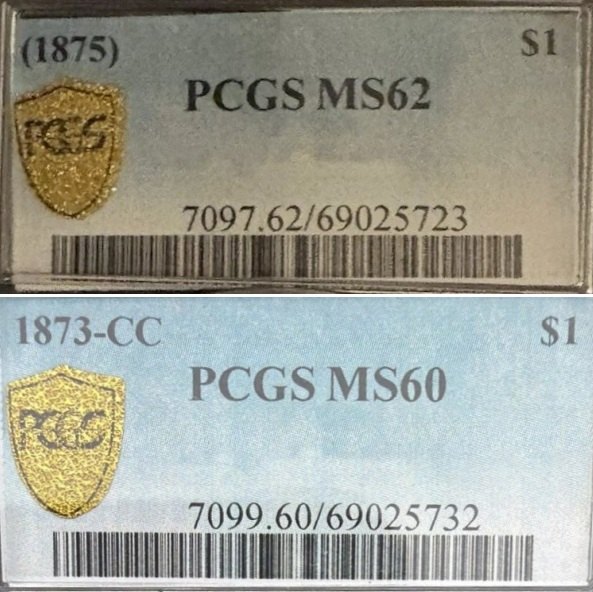 (1875) $1
PCGS MS62
PCGS
7097.62/69025723
1873-CC $1
PCGS MS60
PCGS
7099.60/69025732